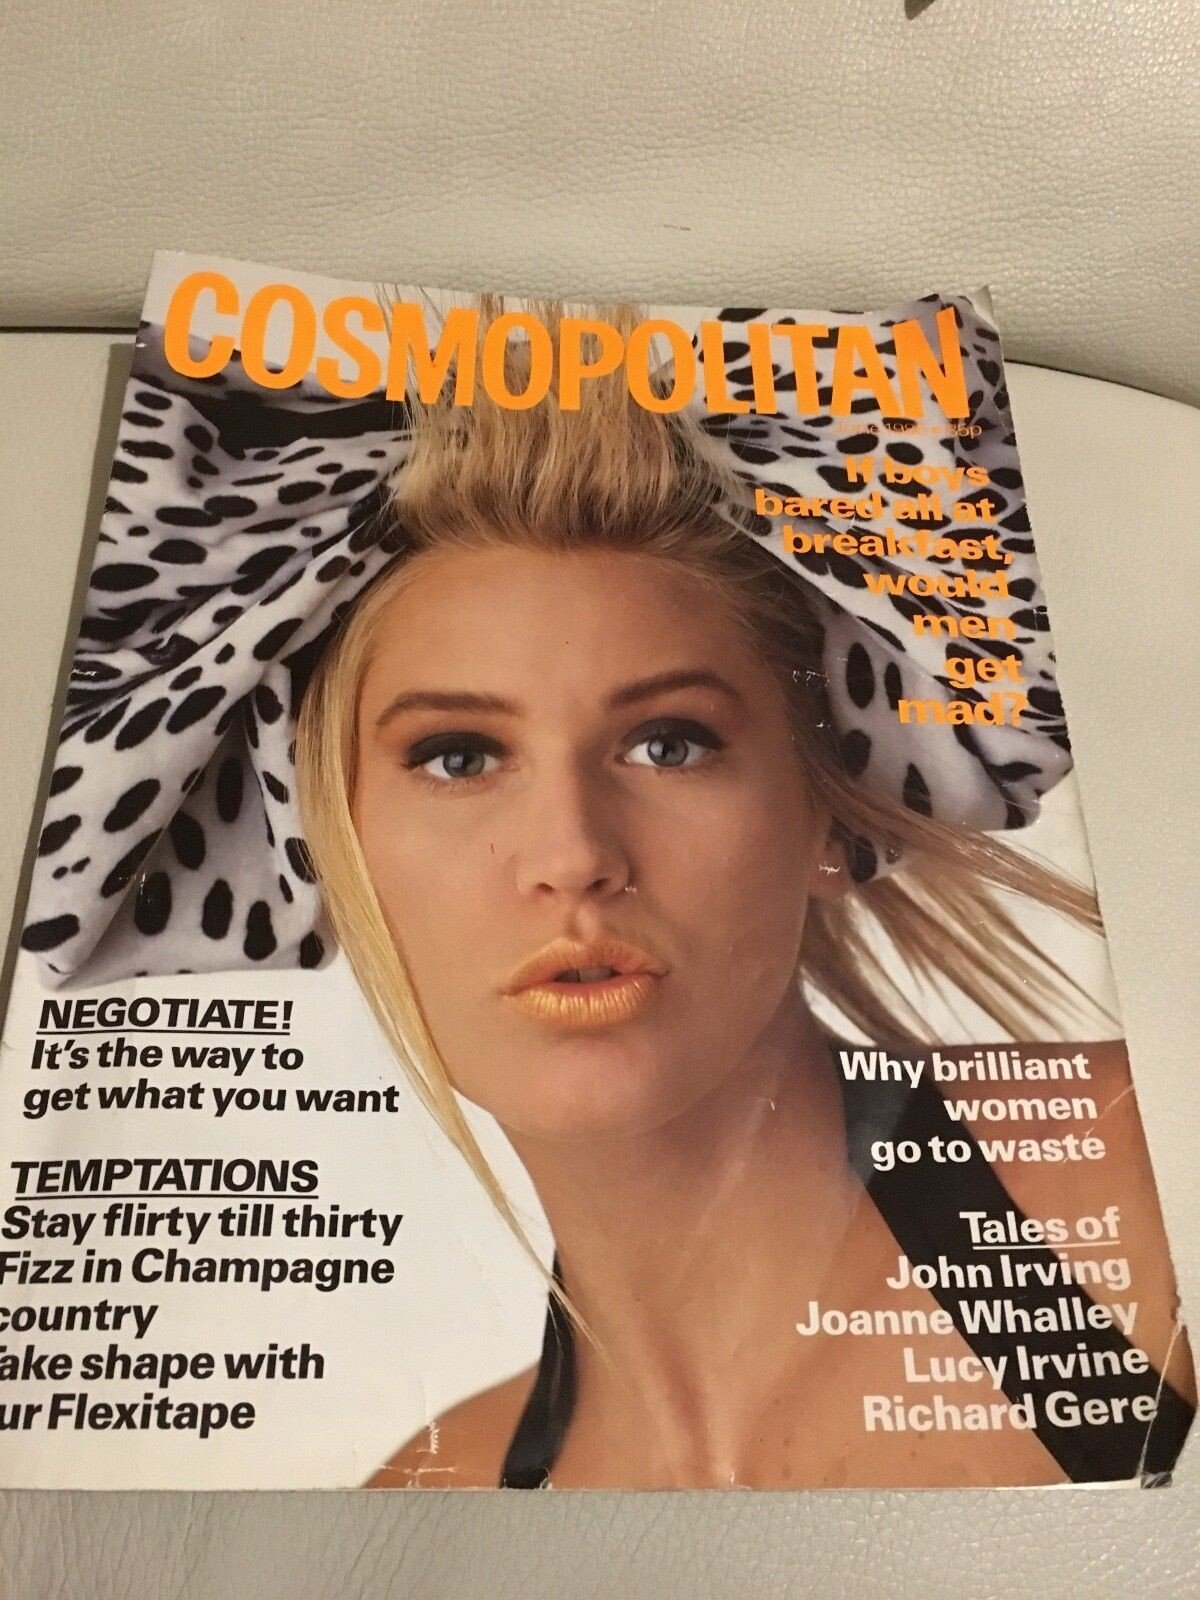 COSMOPOLITAN
June 85p
If boys
bared all at
breakfast,
would
men
get
mad?
NEGOTIATE!
It's the way to
get what you want
TEMPTATIONS
Stay flirty till thirty
Fizz in Champagne
country
ake shape with
ur Flexitape
Why brilliant
women
go to waste
Tales of
John Irving
Joanne Whalley
Lucy Irvine
Richard Gere